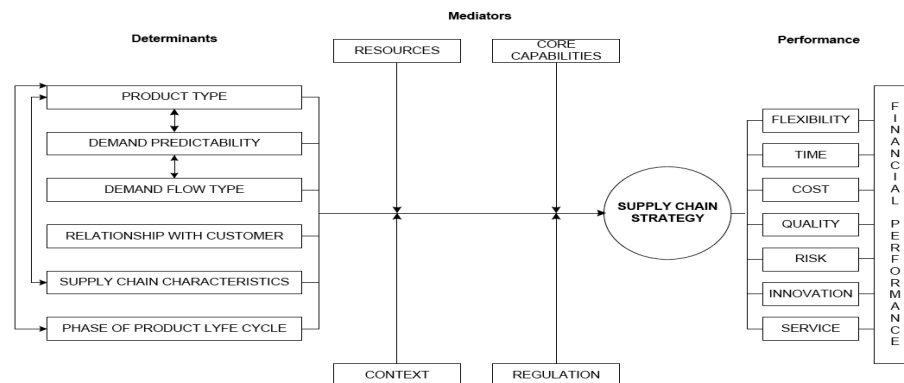 Mediators
Determinants
RESOURCES
CORE
CAPABILITIES
Performance
PRODUCT TYPE
DEMAND PREDICTABILITY
DEMAND FLOW TYPE
RELATIONSHIP WITH CUSTOMER
SUPPLY CHAIN CHARACTERISTICS
PHASE OF PRODUCT LYFE CYCLE
CONTEXT
REGULATION
SUPPLY CHAIN
STRATEGY
FLEXIBILITY
TIME
COST
QUALITY
RISK
INNOVATION
SERVICE
FINANCIAL PERFORMANCE